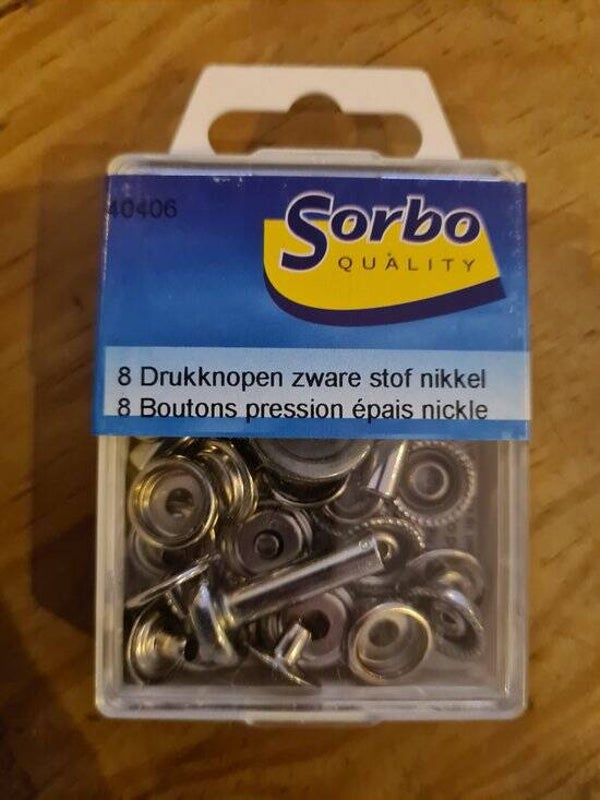 40406
Sorbo
QUALITY
8 Drukknopen zware stof nikkel
8 Boutons pression épais nickle